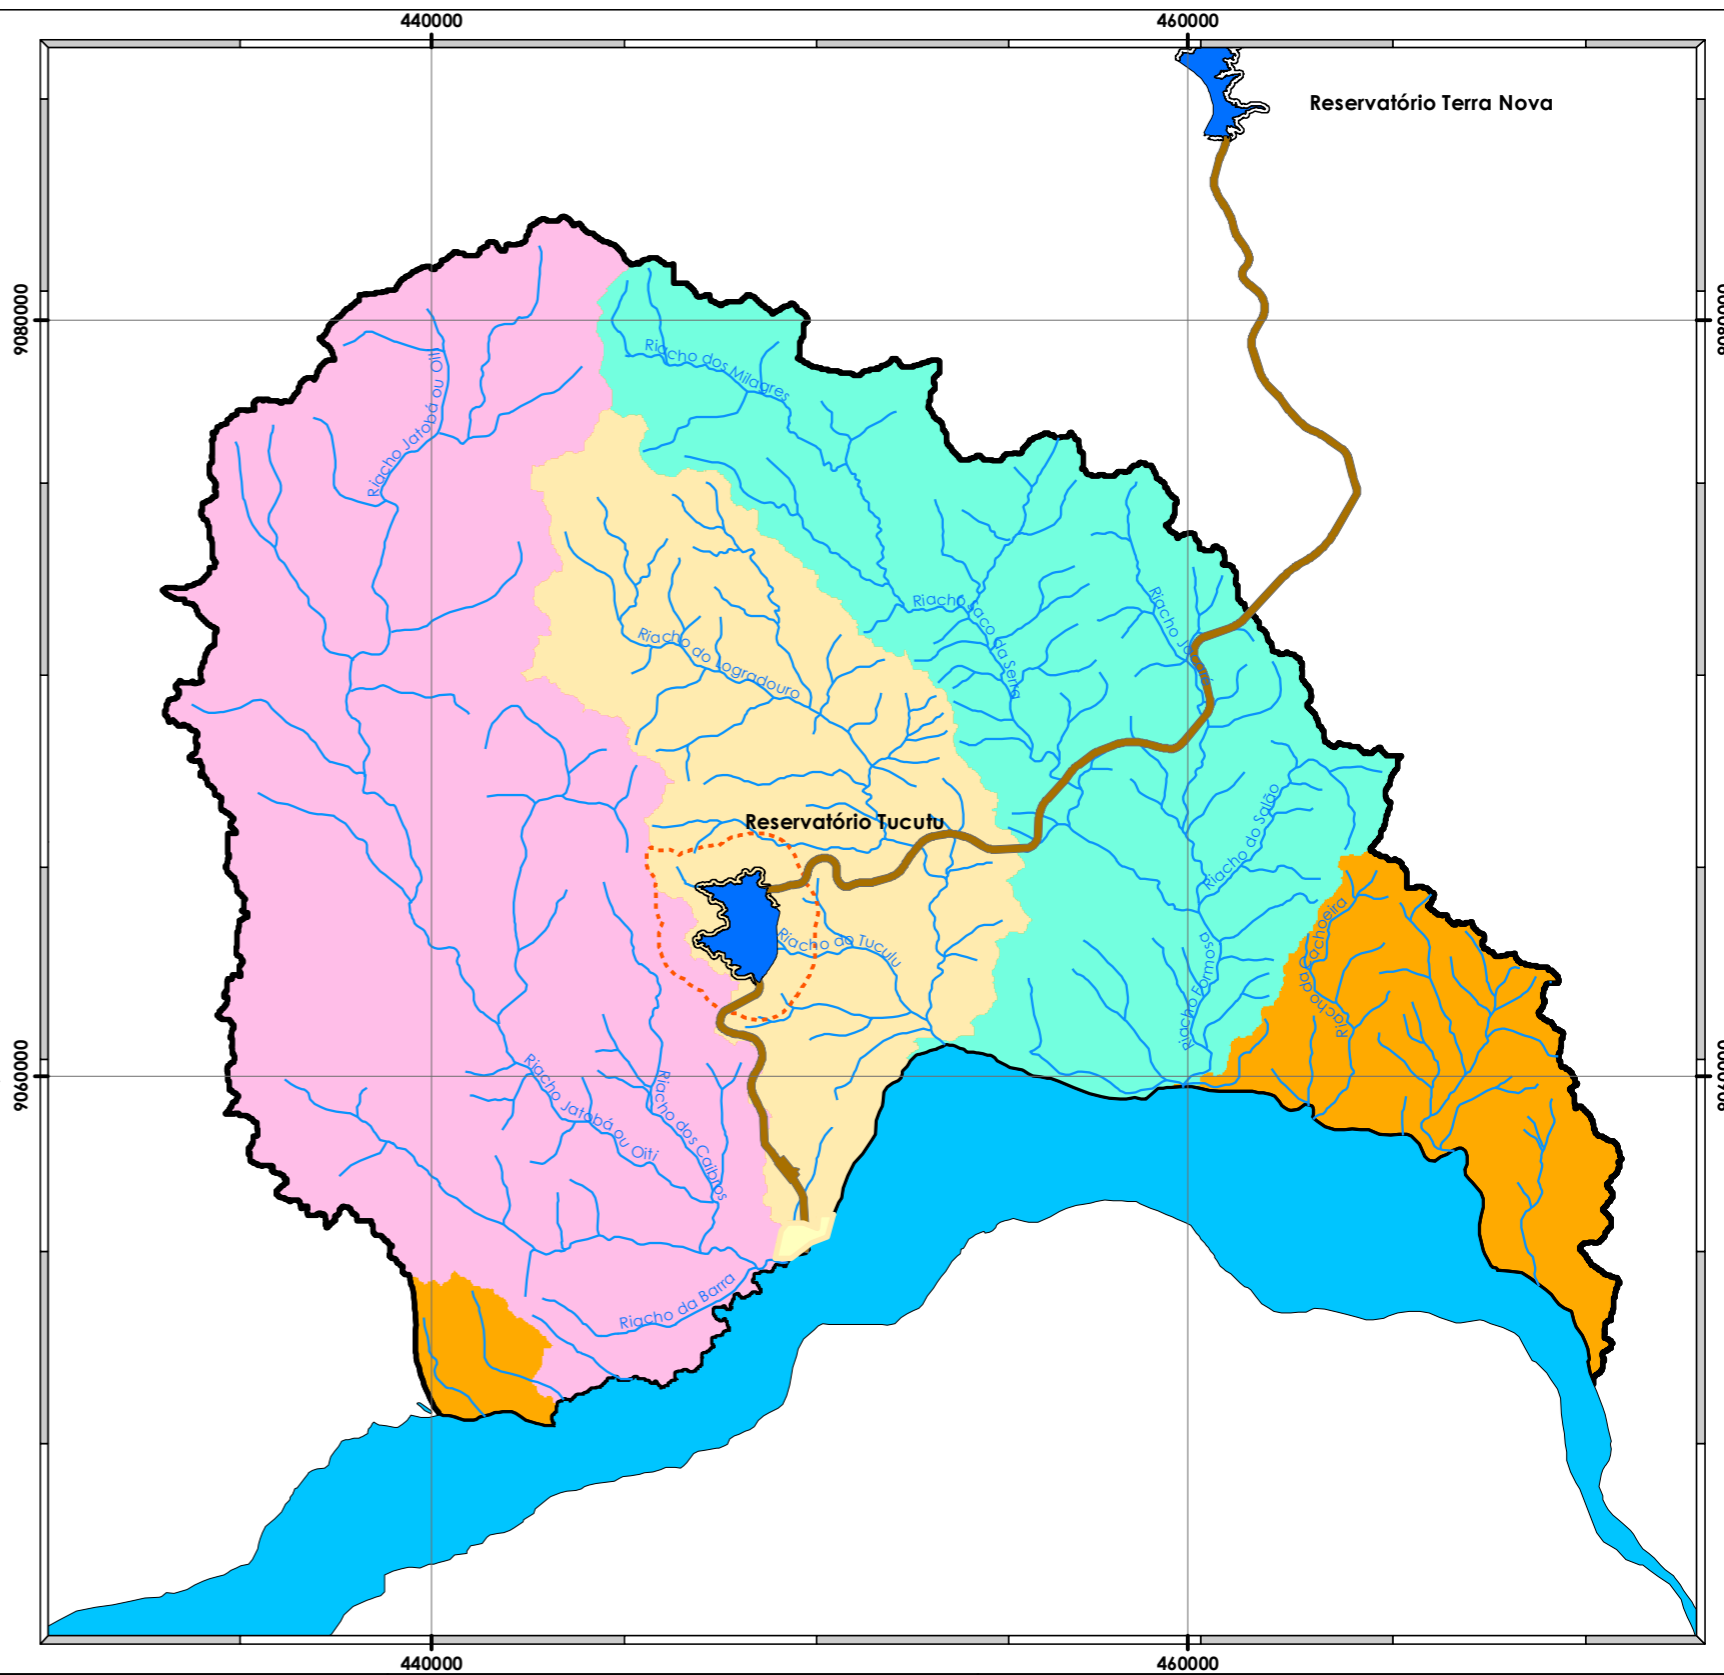 440000
460000
Reservatório Terra Nova
9080000
9080000
Riacho Jatobá ou Oiti
Riacho dos Milagres
Riacho Saco da Serra
Riacho do Logradouro
Reservatório Tucutu
Riacho do Salão
Riacho da Cachoeira
Riacho do Tucutu
Riacho Formosa
9060000
9060000
Riacho Jatobá ou Oiti
Riacho dos Caibros
Riacho da Barra
440000
460000